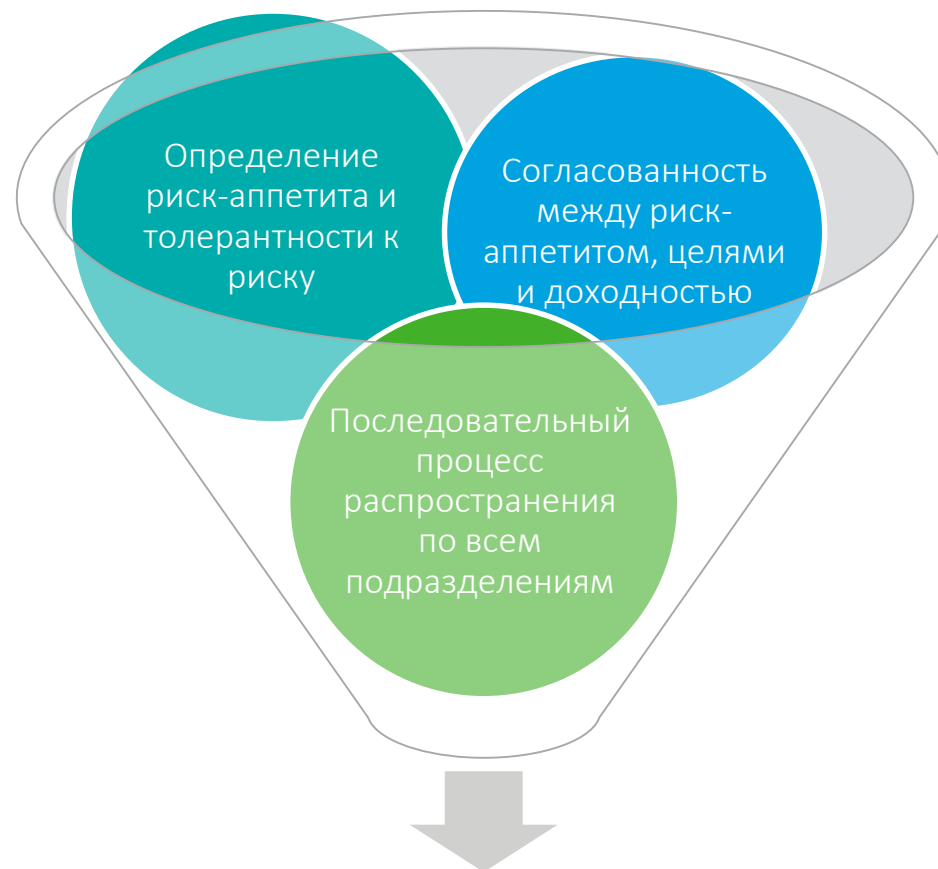 Определение
риск-аппетита и
толерантности к
риску
Согласованность
между риск-
аппетитом, целями
и доходностью
Последовательный
процесс
распространения
по всем
подразделениям